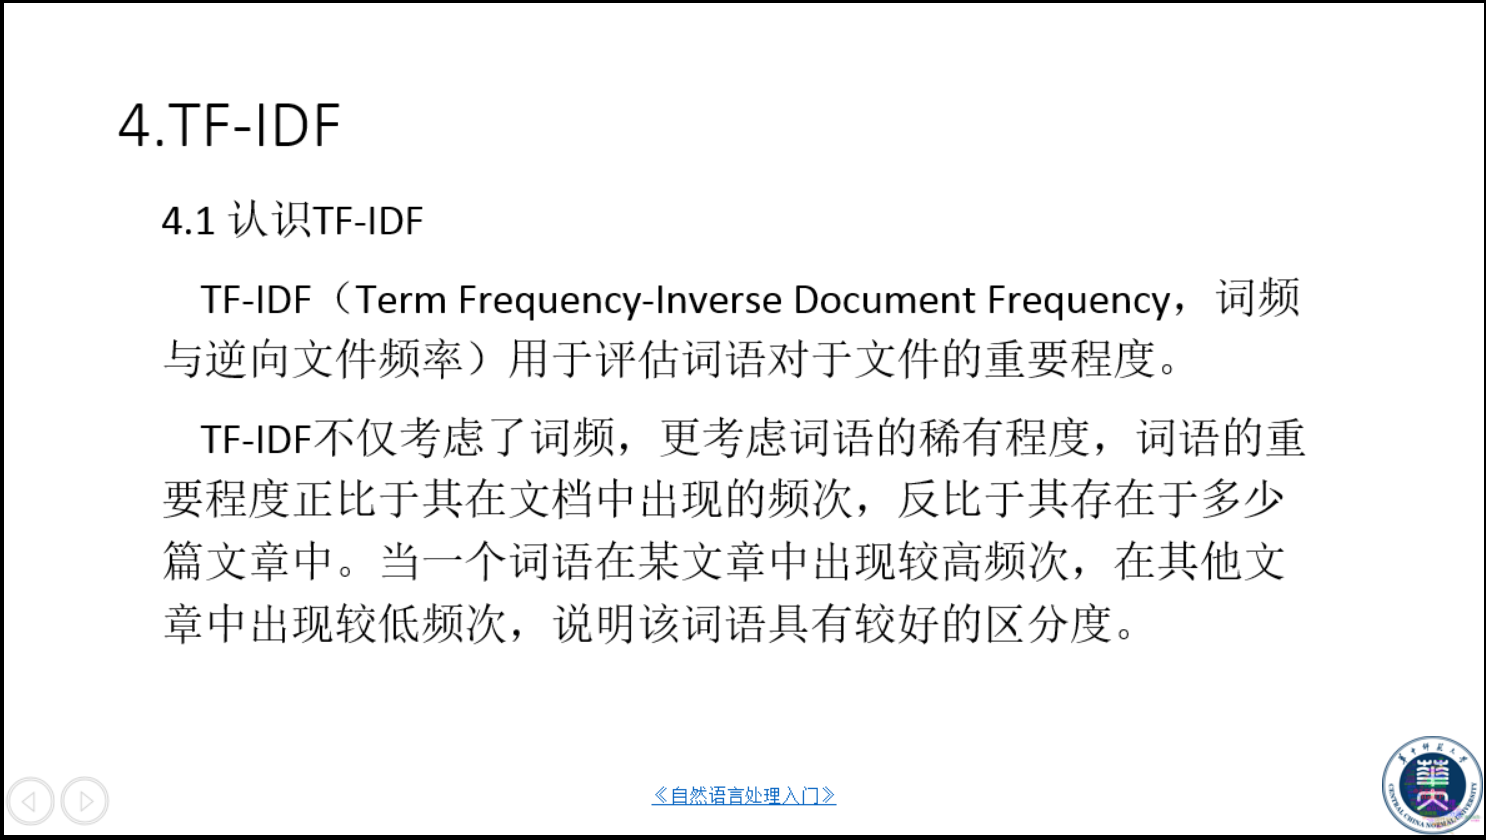 4.TF-IDF
4.1 认识TF-IDF
TF-IDF（Term Frequency-Inverse Document Frequency，词频
与逆向文件频率）用于评估词语对于文件的重要程度。
TF-IDF不仅考虑了词频，更考虑词语的稀有程度，词语的重
要程度正比于其在文档中出现的频次，反比于其存在于多少
篇文章中。当一个词语在某文章中出现较高频次，在其他文
章中出现较低频次，说明该词语具有较好的区分度。
《自然语言处理入门》
华中师范大学
CENTRAL CHINA NORMAL UNIVERSITY